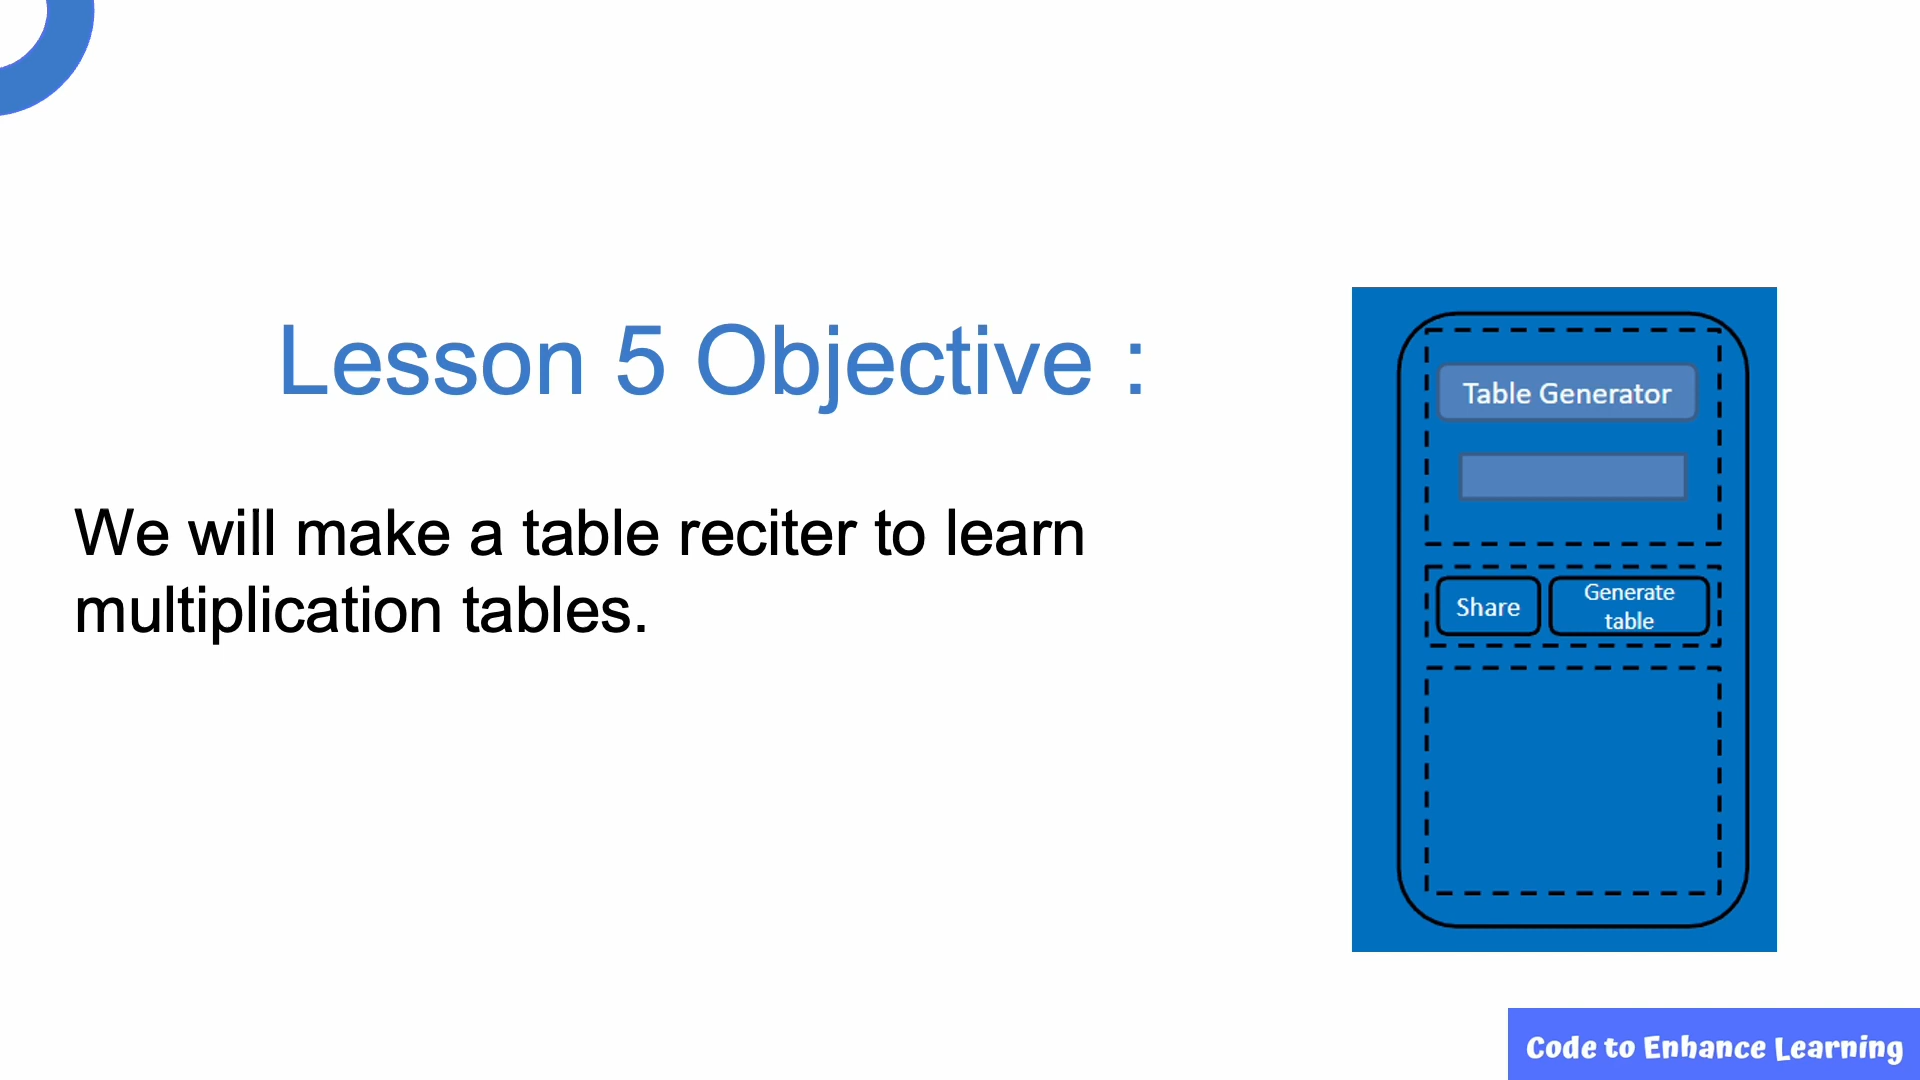 Lesson 5 Objective :
We will make a table reciter to learn
multiplication tables.
Table Generator
Share
Generate
table
Code to Enhance Learning